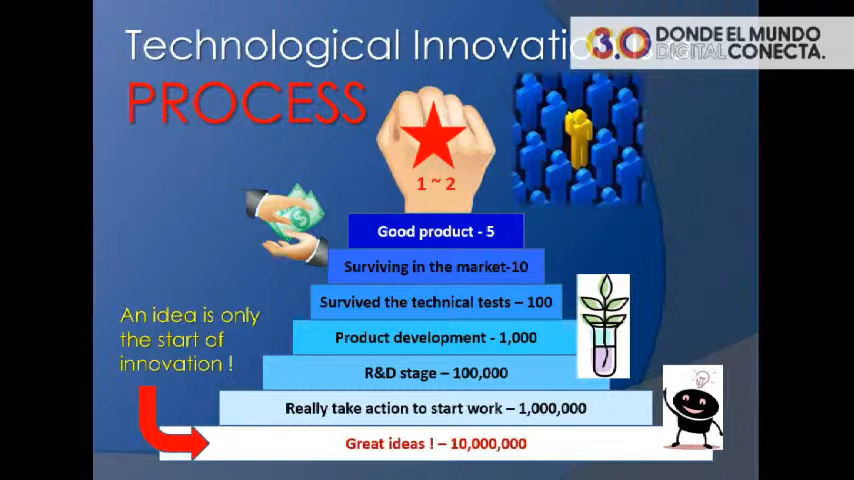 Technological Innovation
3.0 DONDE EL MUNDO
DIGITAL CONECTA.
PROCESS
1 ~ 2
Good product - 5
Surviving in the market-10
Survived the technical tests – 100
An idea is only
the start of
innovation !
Product development - 1,000
R&D stage – 100,000
Really take action to start work – 1,000,000
Great ideas ! – 10,000,000